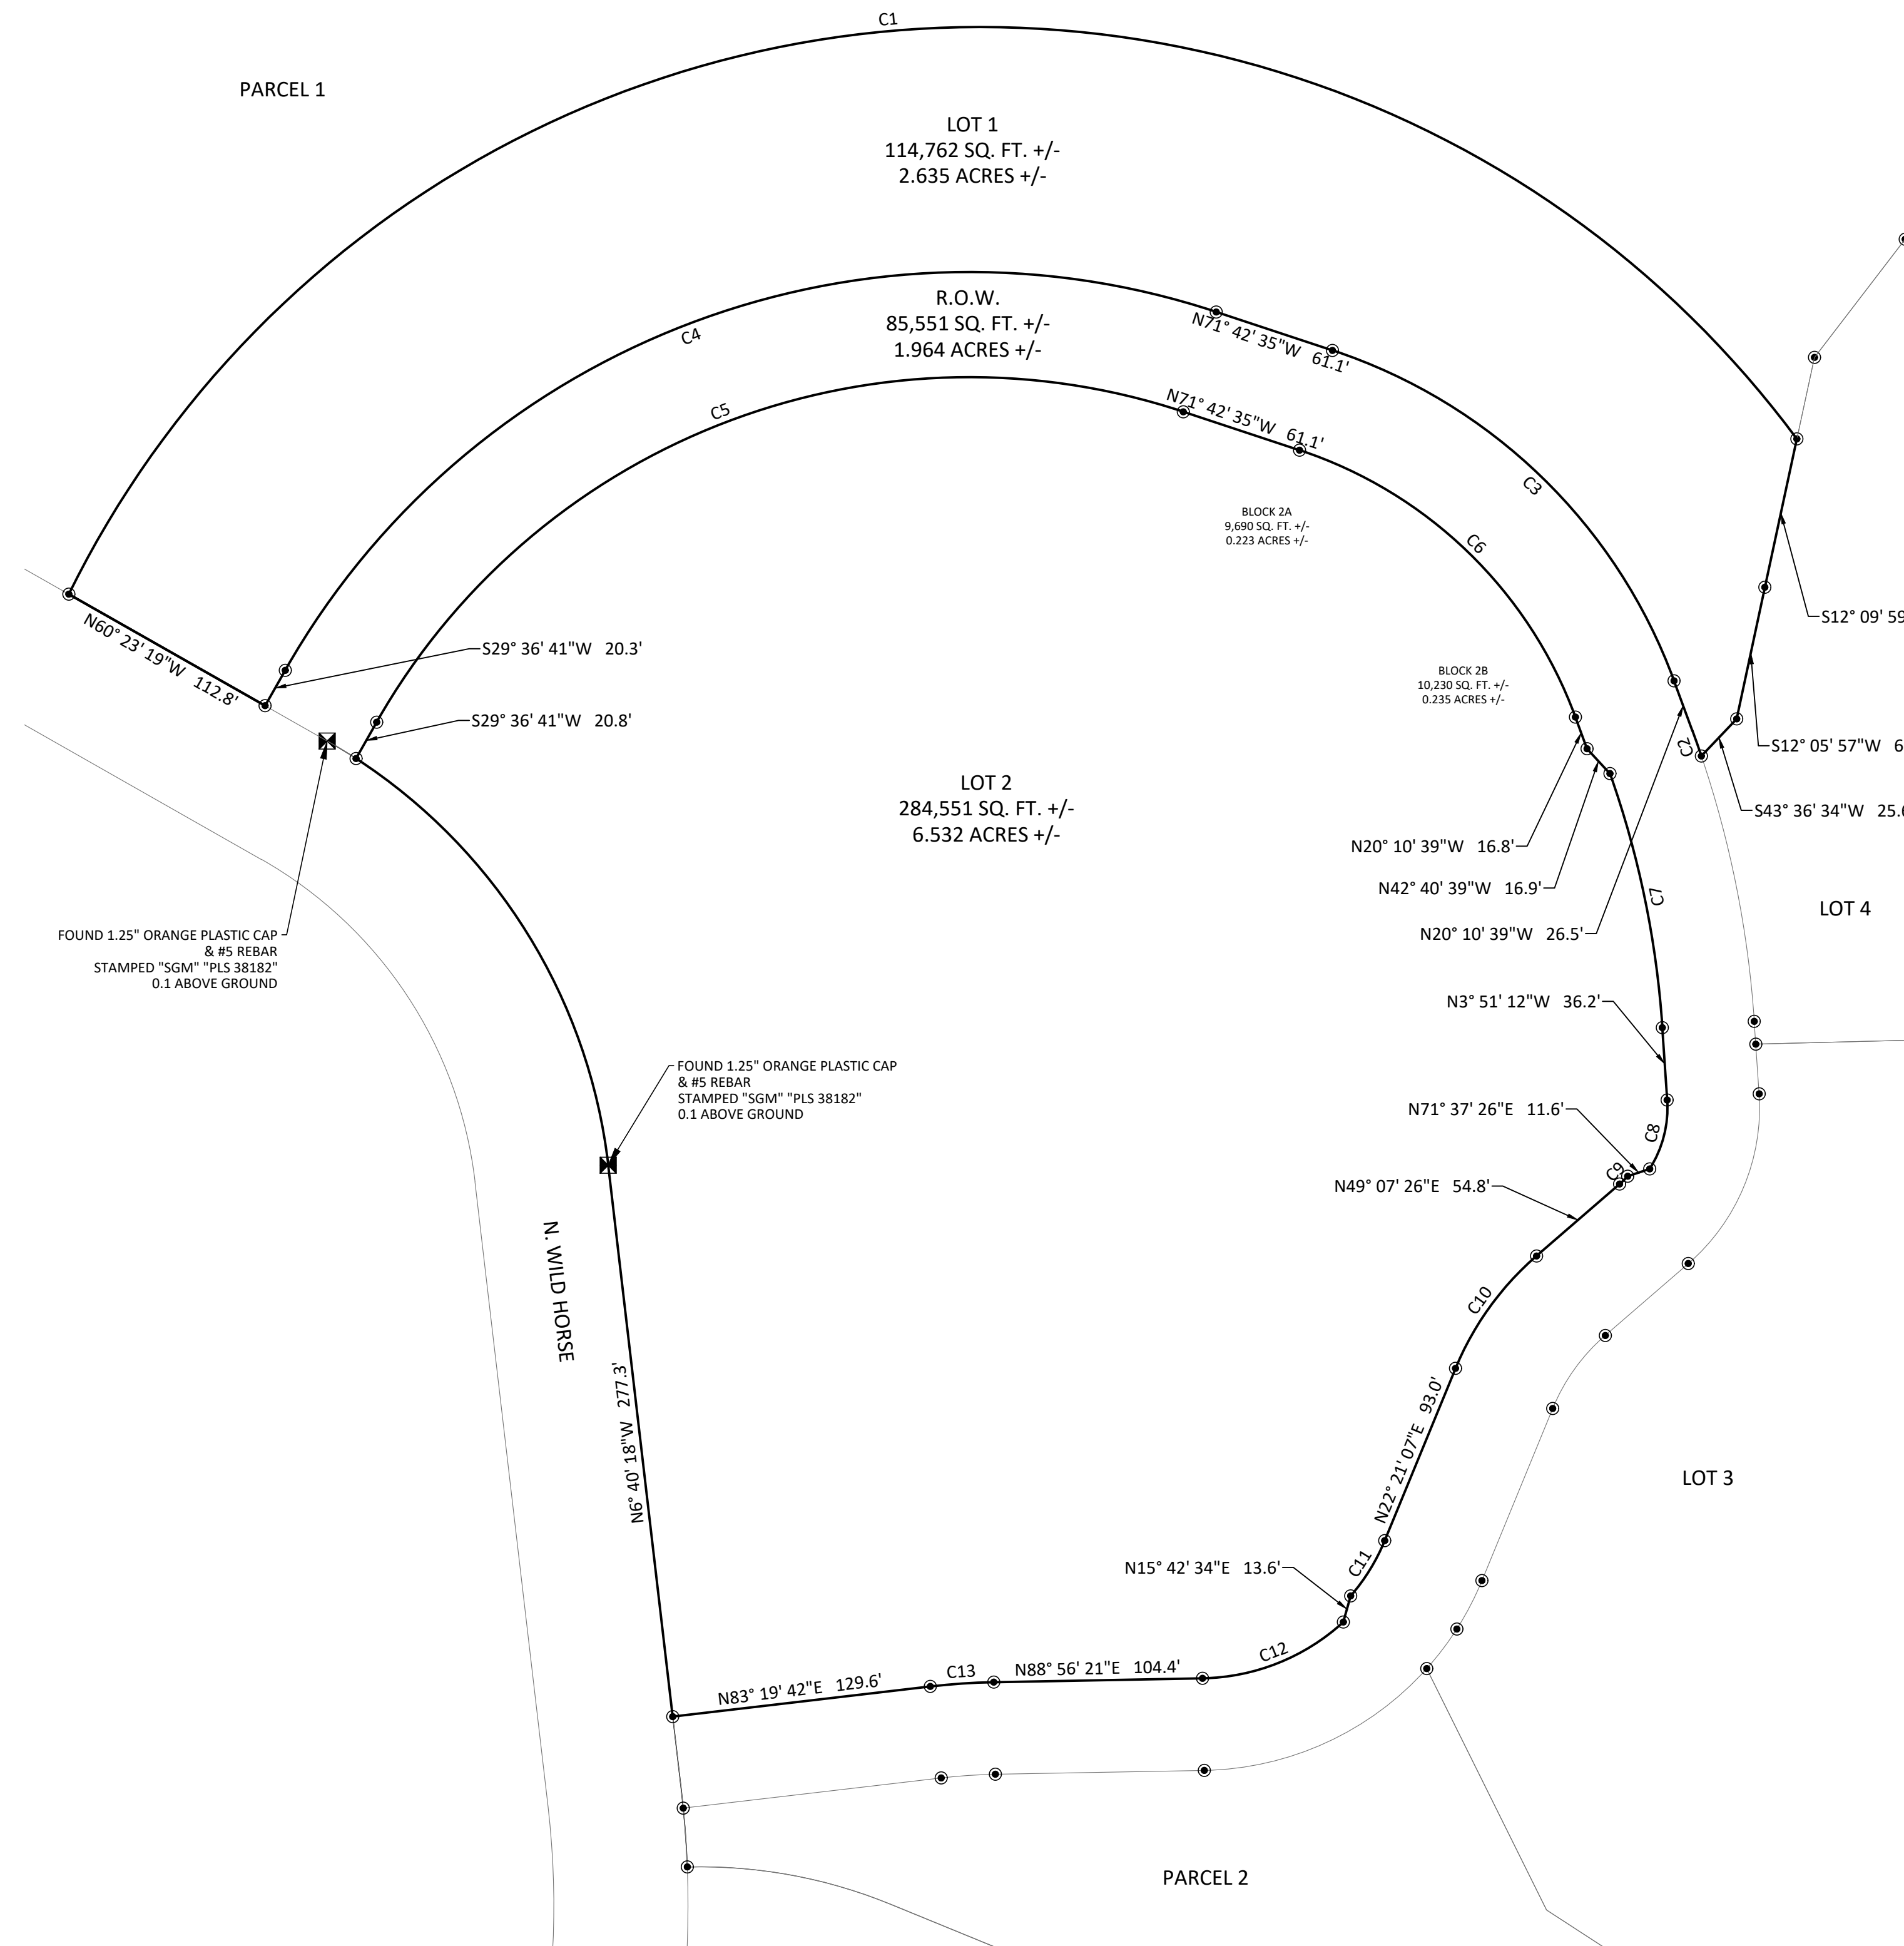 C1
PARCEL 1
LOT 1
114,762 SQ. FT. +/-
2.635 ACRES +/-
R.O.W.
85,551 SQ. FT. +/-
1.964 ACRES +/-
C4
N71° 42' 35"W 61.1'
C5
N71° 42' 35"W 61.1'
C3
BLOCK 2A
9,690 SQ. FT. +/-
0.223 ACRES +/-
C6
N60° 23' 19"W 112.8'
S29° 36' 41"W 20.3'
S29° 36' 41"W 20.8'
S12° 09' 59
BLOCK 2B
10,230 SQ. FT. +/-
0.235 ACRES +/-
C2
S12° 05' 57"W 6
LOT 2
284,551 SQ. FT. +/-
6.532 ACRES +/-
S43° 36' 34"W 25.6
N20° 10' 39"W 16.8'
N42° 40' 39"W 16.9'
C7
LOT 4
N20° 10' 39"W 26.5'
FOUND 1.25" ORANGE PLASTIC CAP
& #5 REBAR
STAMPED "SGM" "PLS 38182"
0.1 ABOVE GROUND
N3° 51' 12"W 36.2'
FOUND 1.25" ORANGE PLASTIC CAP
& #5 REBAR
STAMPED "SGM" "PLS 38182"
0.1 ABOVE GROUND
N71° 37' 26"E 11.6'
C8
C9
N49° 07' 26"E 54.8'
N. WILD HORSE
C10
N6° 40' 18"W 277.3'
N22° 21' 07"E 93.0'
LOT 3
N15° 42' 34"E 13.6'
C11
C12
N83° 19' 42"E 129.6'
C13
N88° 56' 21"E 104.4'
PARCEL 2